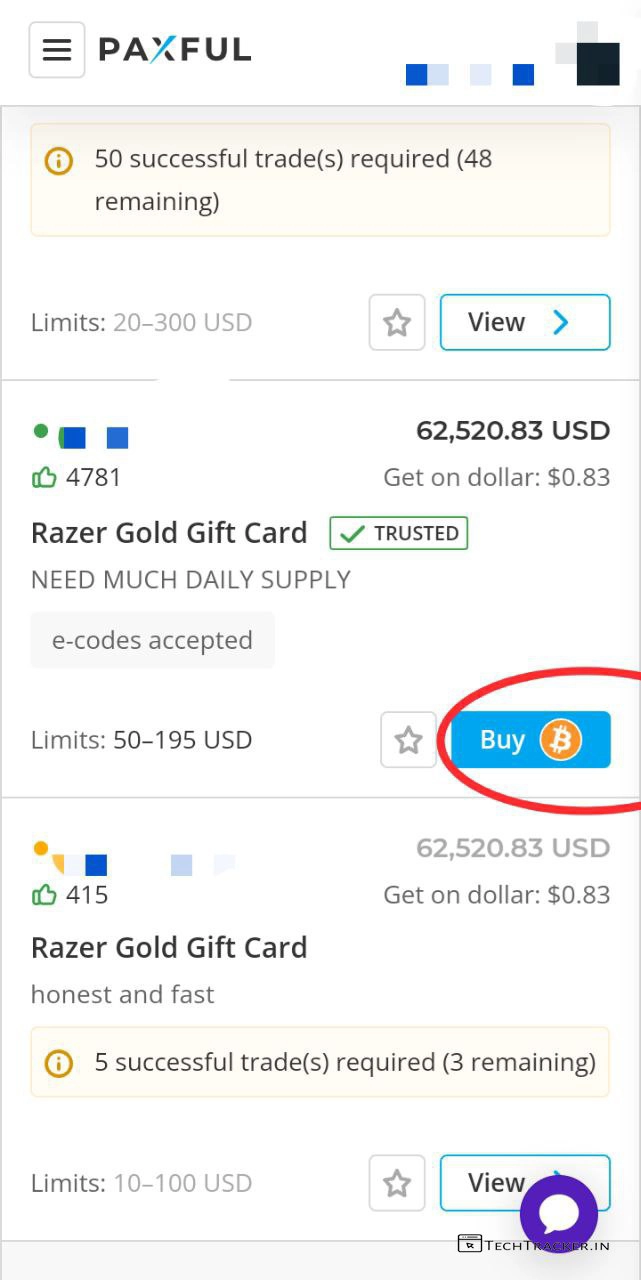 PAXFUL
50 successful trade(s) required (48
remaining)
Limits: 20–300 USD
View
62,520.83 USD
4781
Get on dollar: $0.83
Razer Gold Gift Card
TRUSTED
NEED MUCH DAILY SUPPLY
e-codes accepted
Limits: 50–195 USD
Buy
62,520.83 USD
415
Get on dollar: $0.83
Razer Gold Gift Card
honest and fast
5 successful trade(s) required (3 remaining)
Limits: 10–100 USD
View
TECHTRACKER.IN